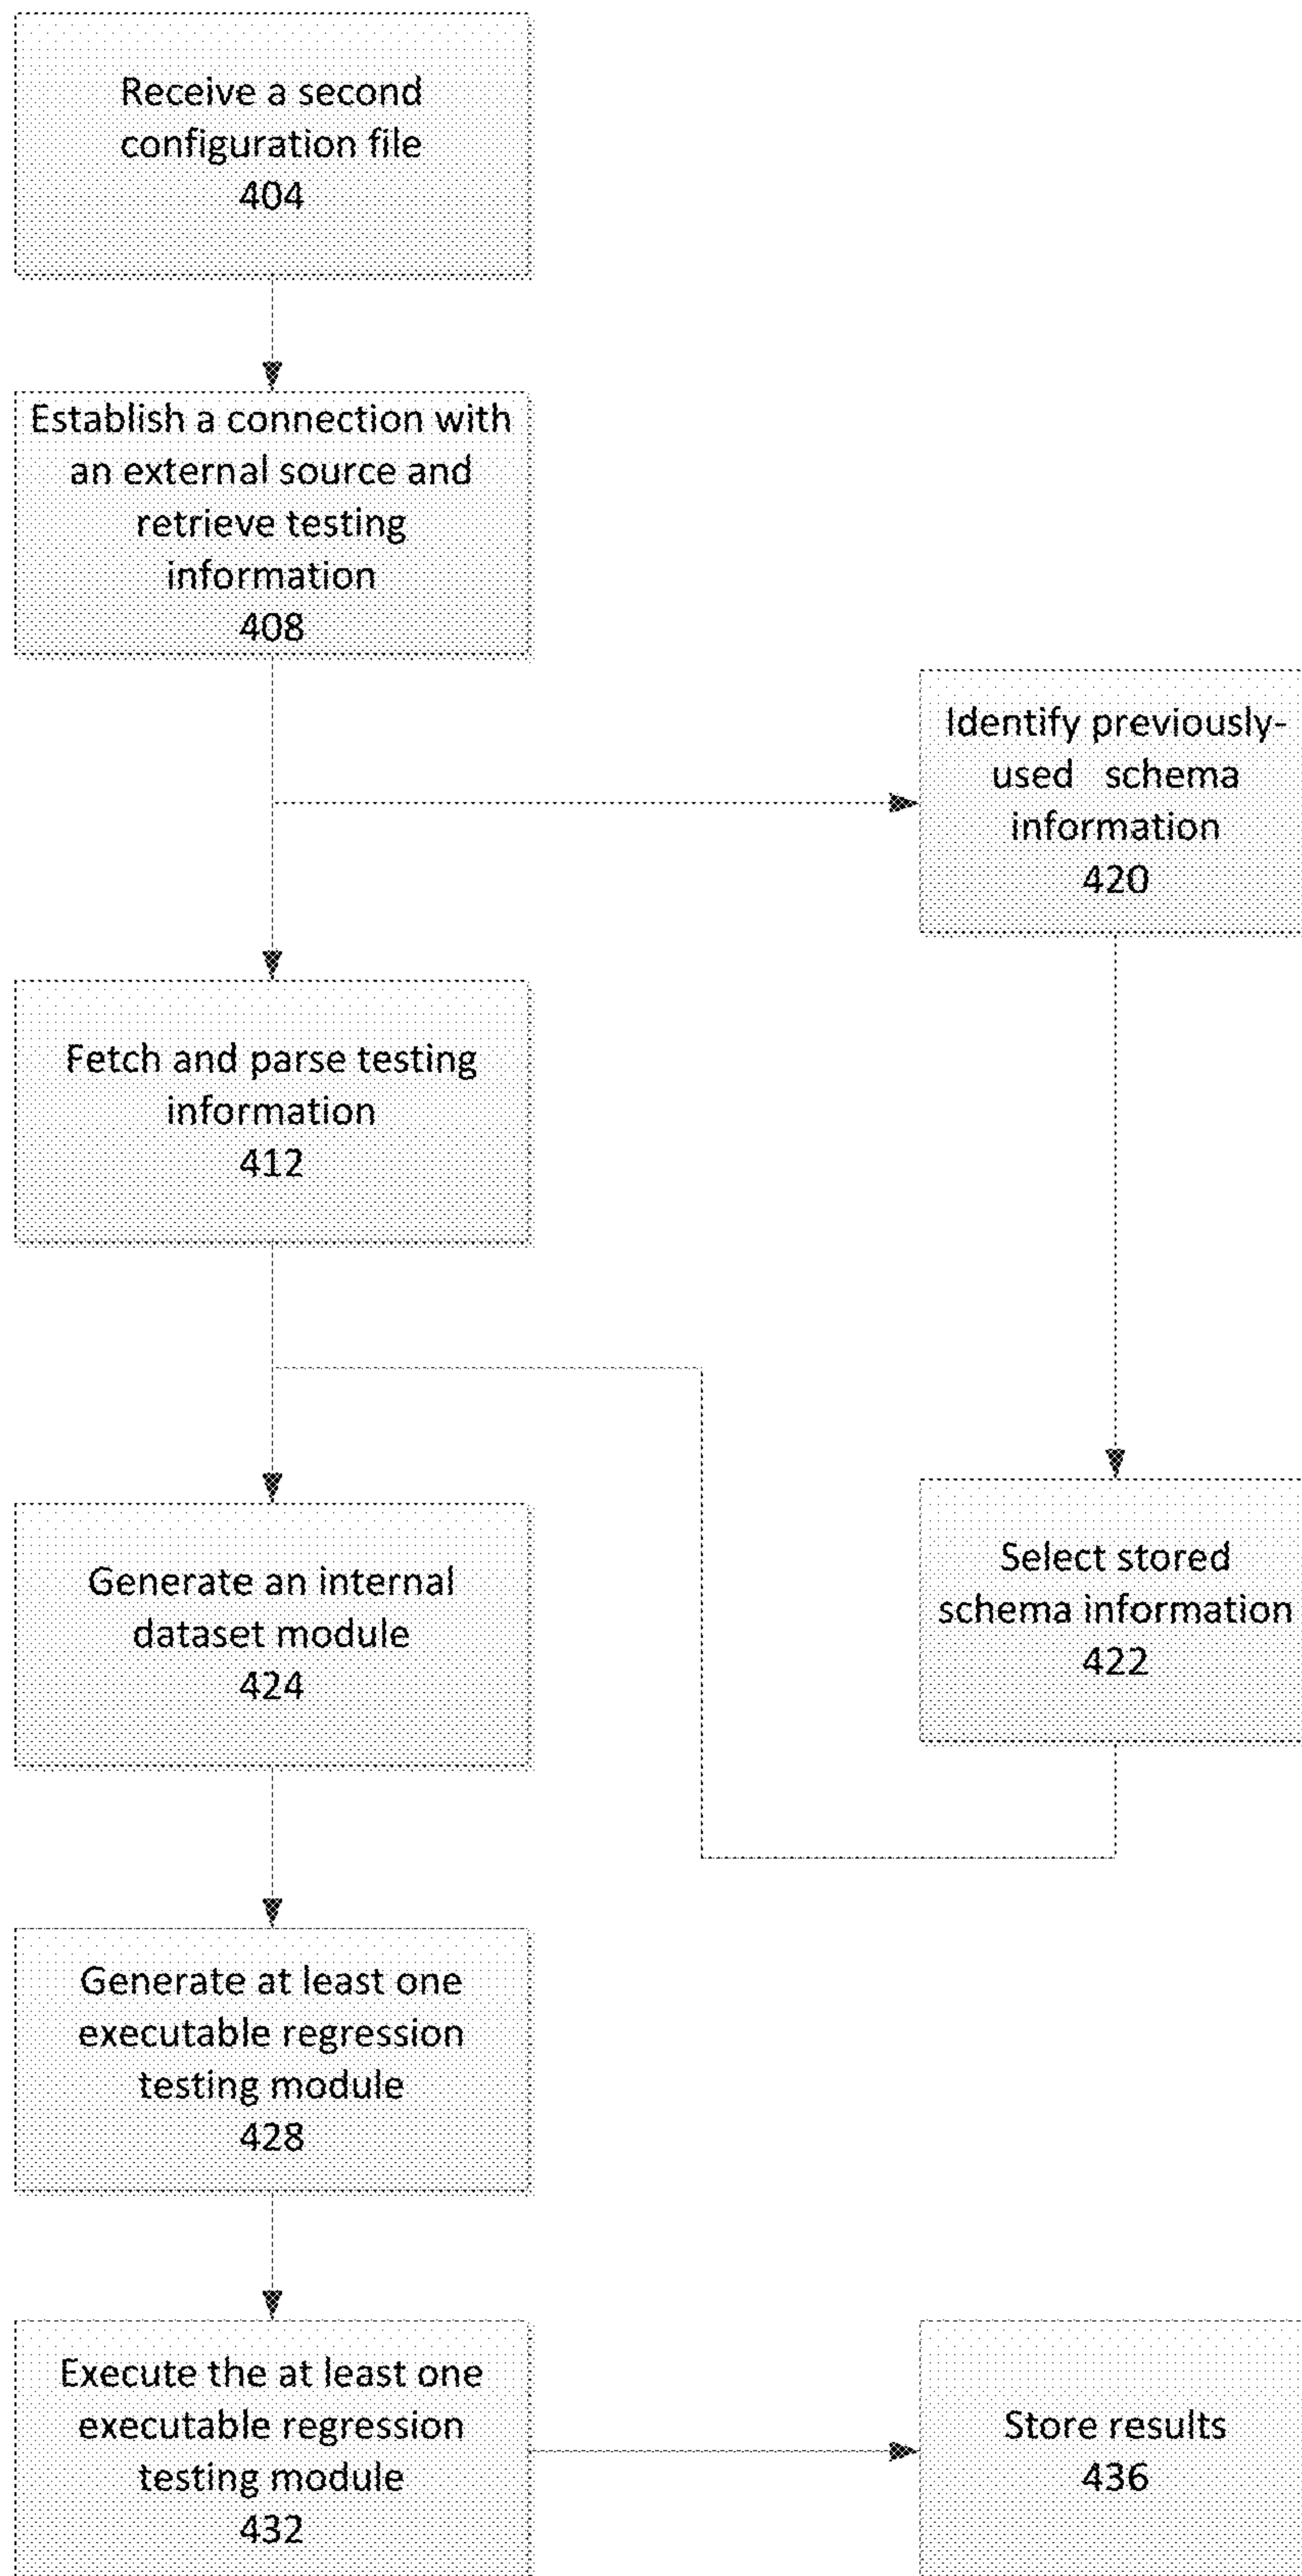 Receive a second
configuration file
404
Establish a connection with
an external source and
retrieve testing
information
408
Identify previously-
used schema
information
420
Fetch and parse testing
information
412
Select stored
schema information
422
Generate an internal
dataset module
424
Generate at least one
executable regression
testing module
428
Execute the at least one
executable regression
testing module
432
Store results
436